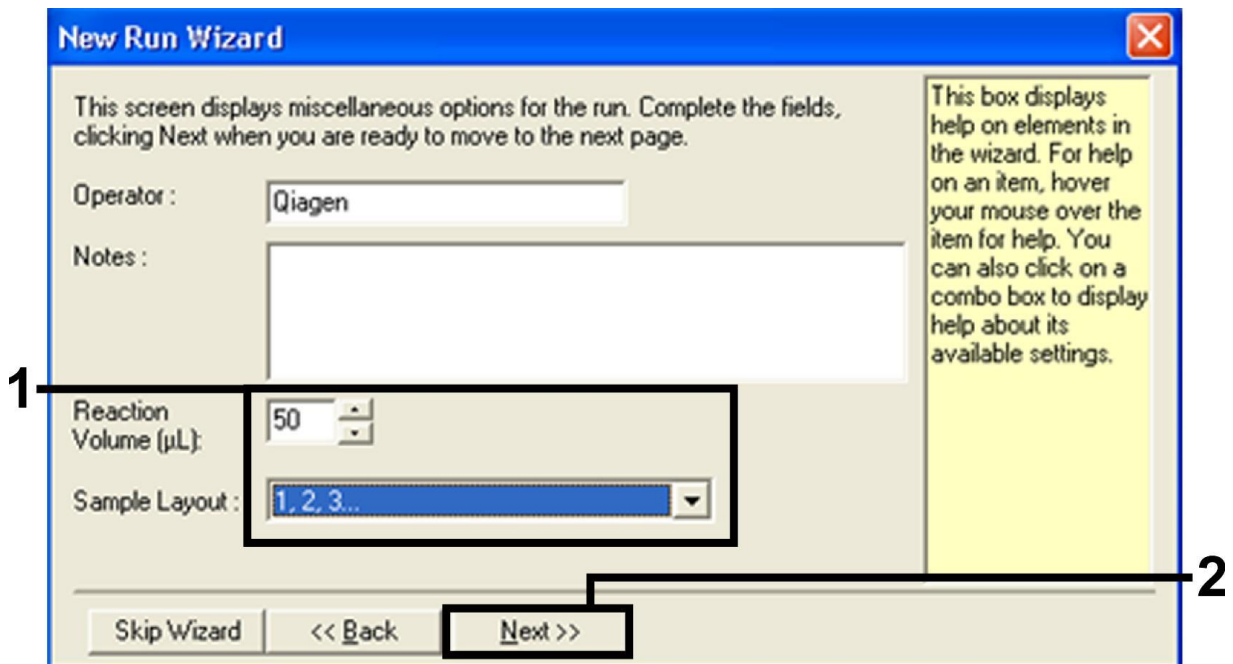 New Run Wizard
This screen displays miscellaneous options for the run. Complete the fields,
clicking Next when you are ready to move to the next page.
This box displays
help on elements in
the wizard. For help
on an item, hover
your mouse over the
item for help. You
can also click on a
combo box to display
help about its
available settings.
Operator :
Qiagen
Notes :
1
Reaction
Volume (µL):
50
Sample Layout :
1, 2, 3...
2
Skip Wizard
<< Back
Next >>